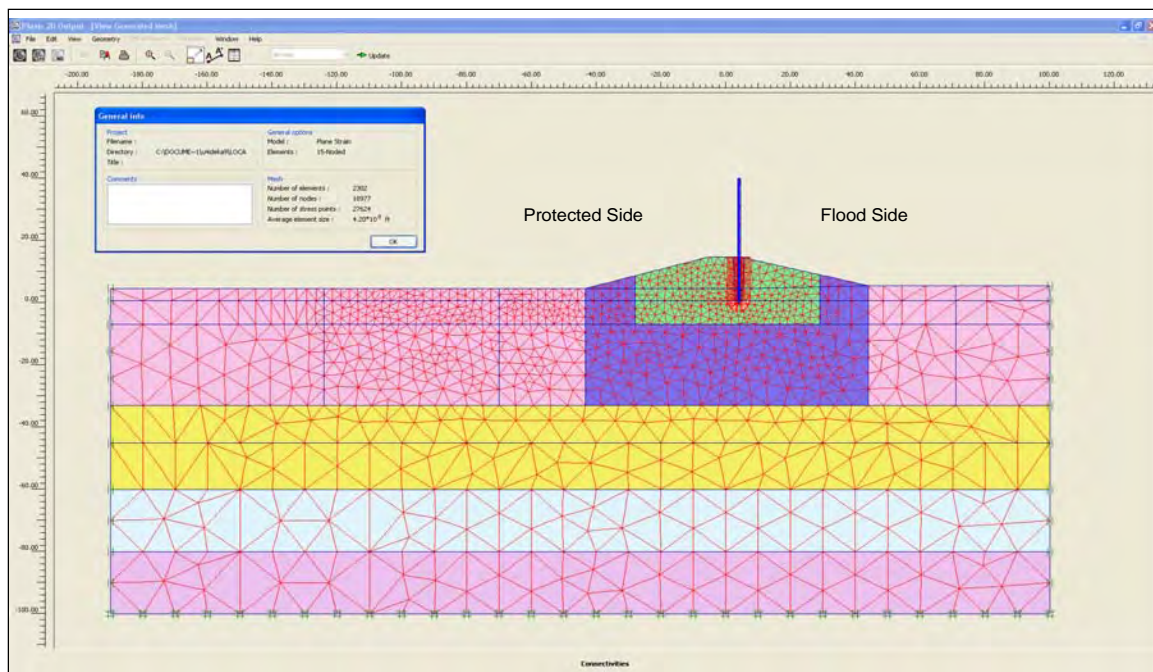 Plaxis 2D Output - [View Generated Mesh]
File Edit View Geometry Window Help
Update
-200.00 -180.00 -160.00 -140.00 -120.00 -100.00 -80.00 -60.00 -40.00 -20.00 0.00 20.00 40.00 60.00 80.00 100.00 120.00
60.00
40.00
20.00
0.00
-20.00
-40.00
-60.00
-80.00
-100.00
General Info
Project
Filename :
Directory :
Title :
General options
Model : Plane Strain
Elements : 15-Noded
Comments
Mesh
Number of elements : 2302
Number of nodes : 18977
Number of stress points : 27624
Average element size : ft
OK
Protected Side
Flood Side
Connectivities